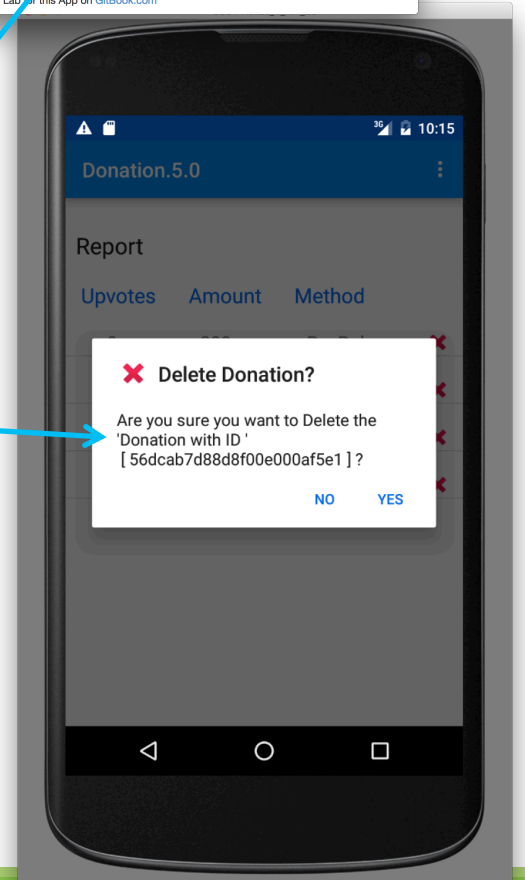 Lab for this App on GitBook.com
3G 10:15
Donation.5.0
Report
Upvotes Amount Method
Delete Donation?
Are you sure you want to Delete the
'Donation with ID '
[ 56dcab7d88d8f00e000af5e1 ] ?
NO YES